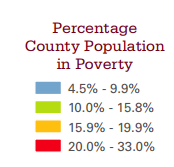 Percentage
County Population
in Poverty
4.5% - 9.9%
10.0% - 15.8%
15.9% - 19.9%
20.0% - 33.0%